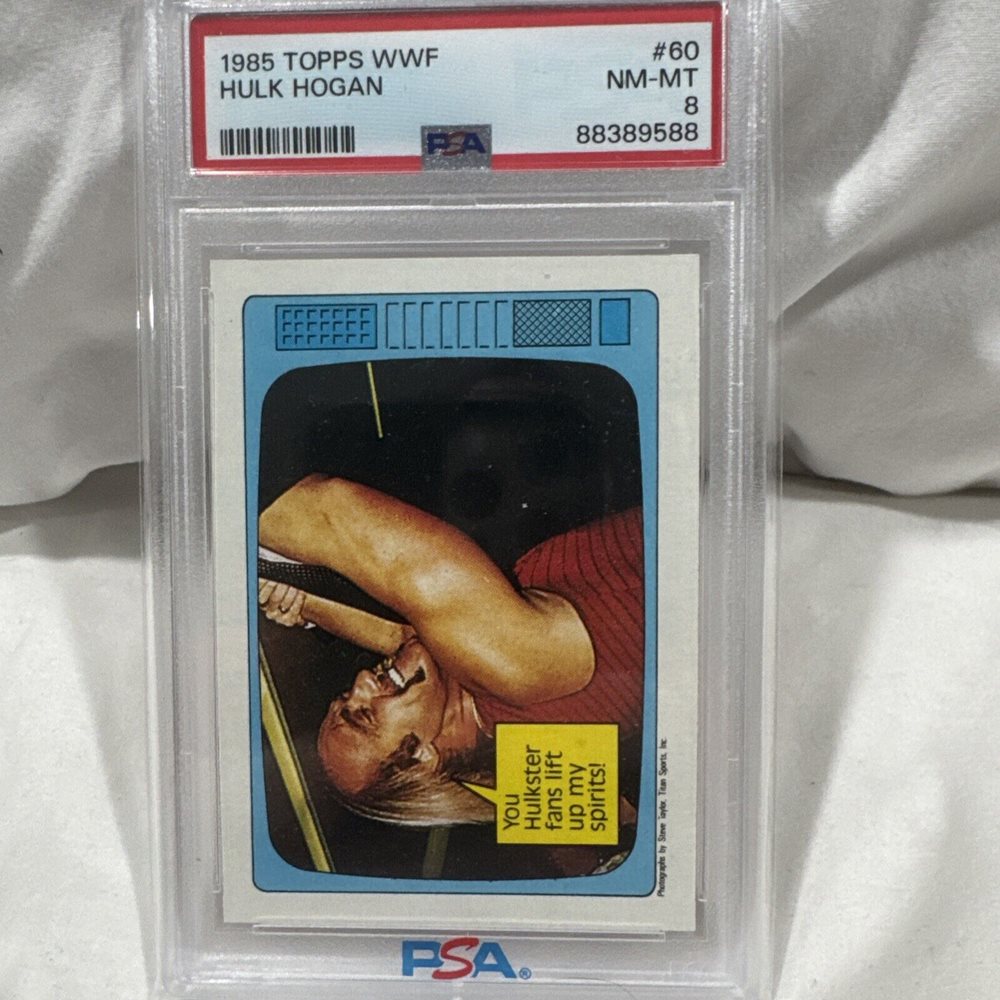 1985 TOPPS WWF #60
HULK HOGAN NM-MT
8
88389588
PSA
You
Hulkster
fans lift
up my
spirits!
Photographs by Steve Taylor, Titan Sports, Inc.
PSA®